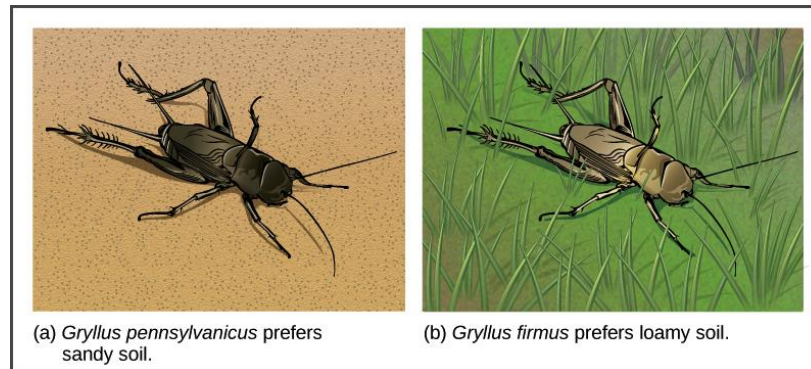 (a) Gryllus pennsylvanicus prefers
sandy soil.
(b) Gryllus firmus prefers loamy soil.